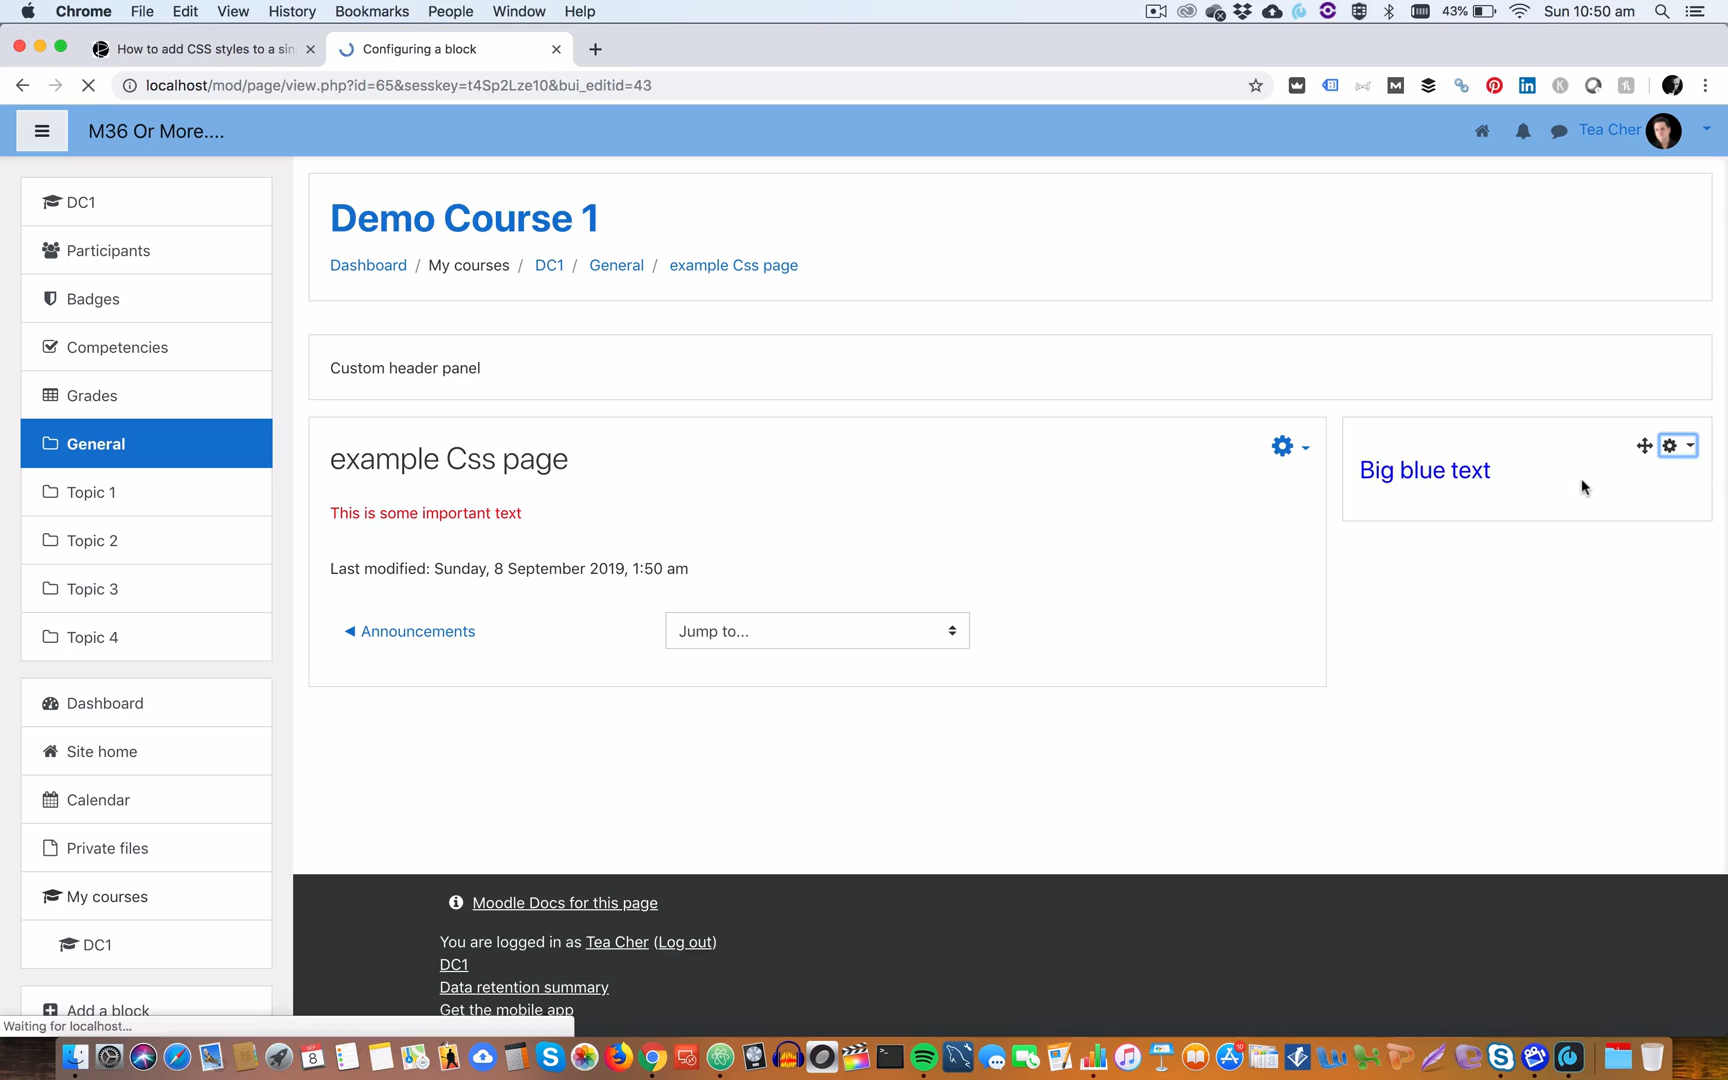 Chrome File Edit View History Bookmarks People Window Help 43% Sun 10:50 am
How to add CSS styles to a sin
Configuring a block
localhost/mod/page/view.php?id=65&sesskey=t4Sp2Lze10&bui_editid=43
M36 Or More....
Tea Cher
DC1
Participants
Badges
Competencies
Grades
General
Topic 1
Topic 2
Topic 3
Topic 4
Dashboard
Site home
Calendar
Private files
My courses
DC1
Add a block
Demo Course 1
Dashboard / My courses / DC1 / General / example Css page
Custom header panel
example Css page
This is some important text
Last modified: Sunday, 8 September 2019, 1:50 am
◀ Announcements
Jump to...
Big blue text
Moodle Docs for this page
You are logged in as Tea Cher (Log out)
DC1
Data retention summary
Get the mobile app
Waiting for localhost...